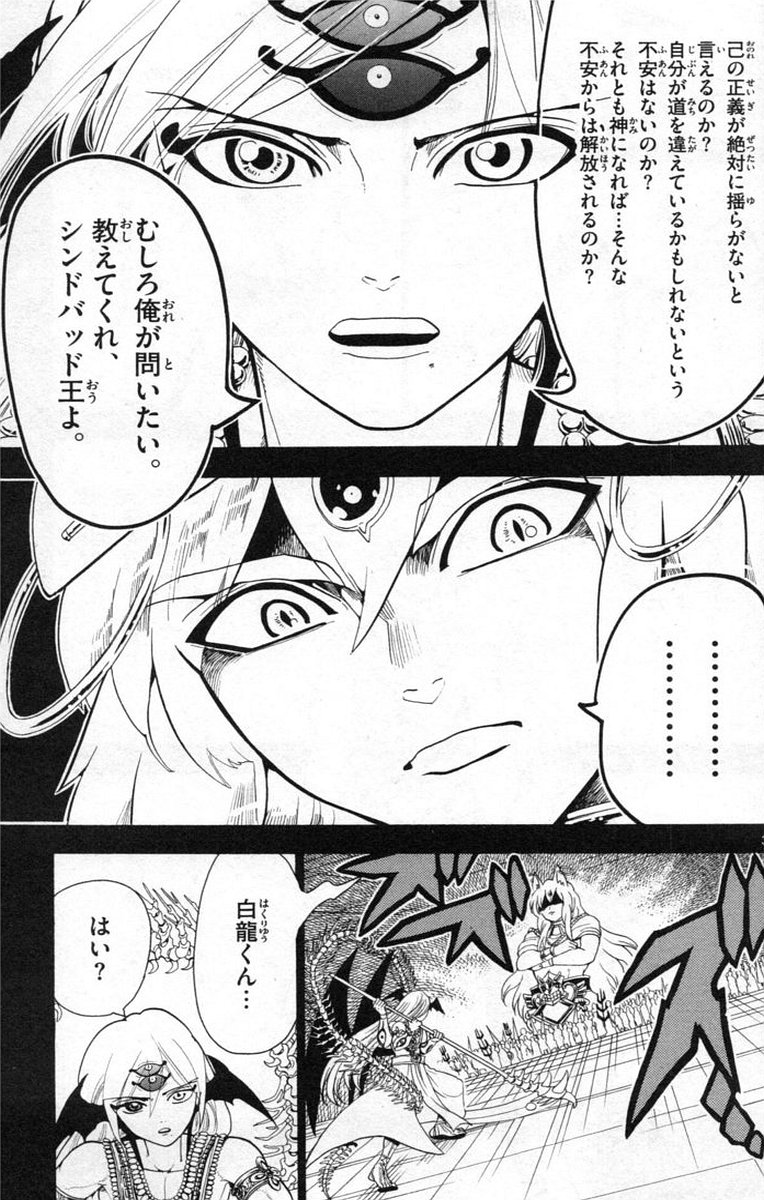 己の正義が絶対に揺らがないと
言えるのか?
自分が道を違えているかもしれないという
不安はないのか?
それとも神になれば…そんな
不安からは解放されるのか?
むしろ俺が問いたい。
教えてくれ、
シンドバッド王よ。
…………
…………
白龍くん…
はい?